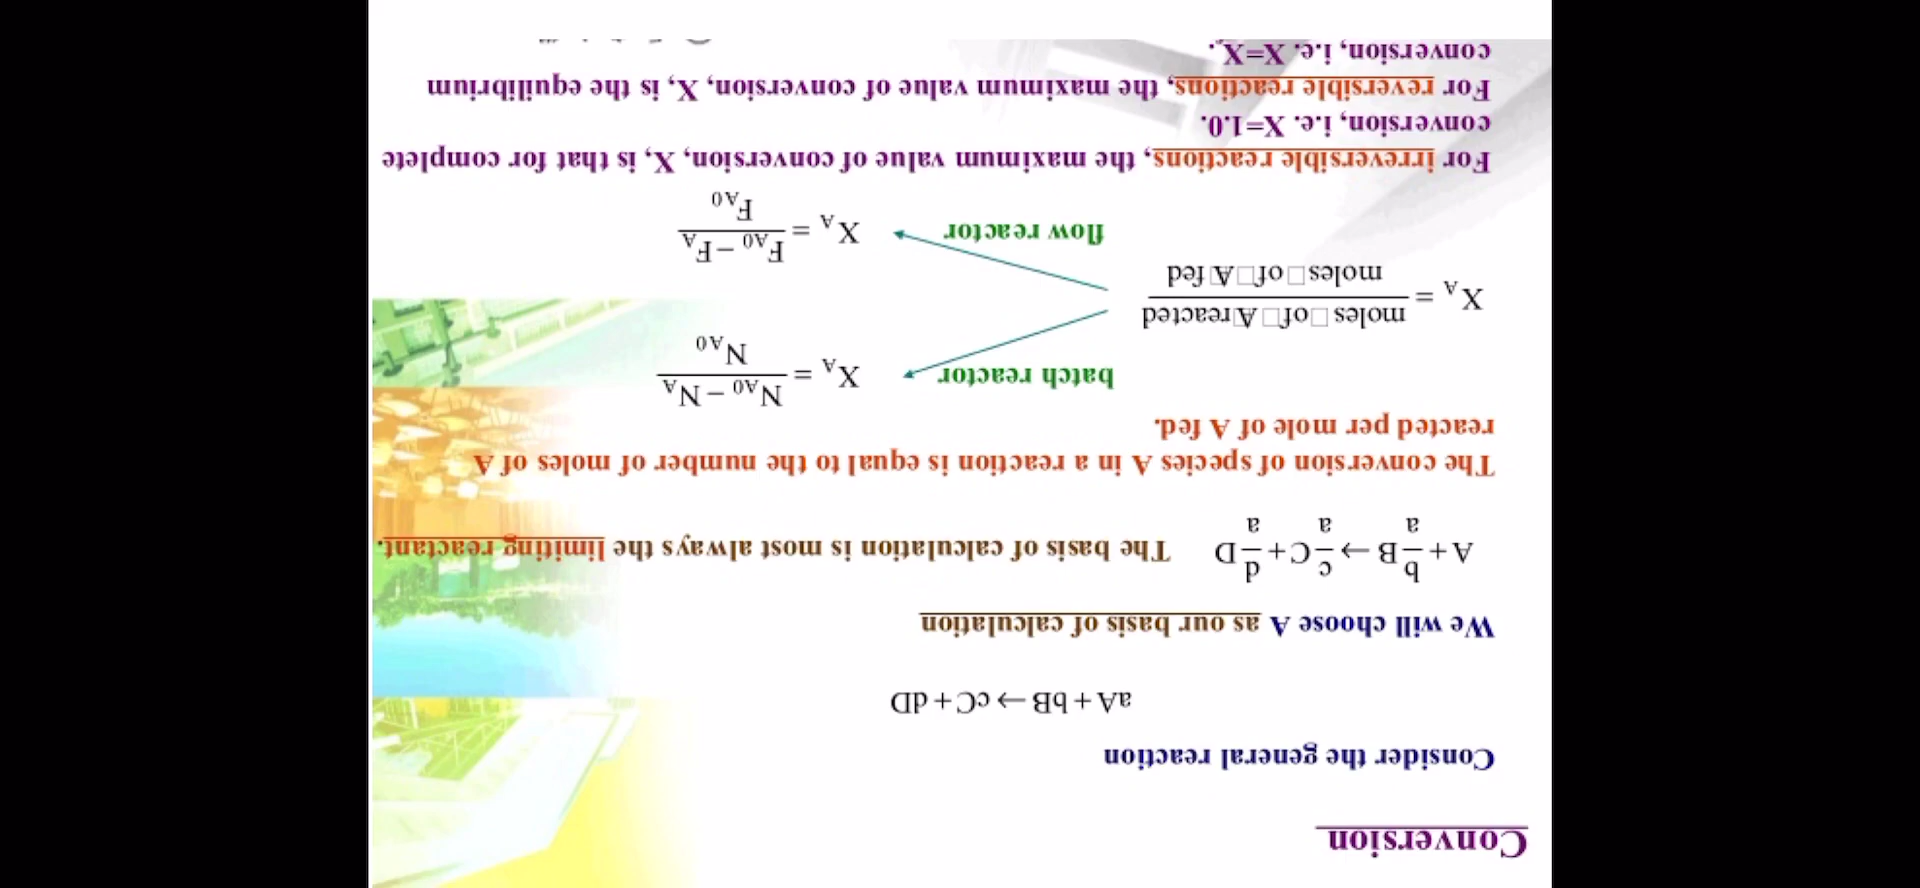 Conversion
Consider the general reaction
aA + bB → cC + dD
We will choose A as our basis of calculation
A + b/a B → c/a C + d/a D The basis of calculation is most always the limiting reactant.
The conversion of species A in a reaction is equal to the number of moles of A
reacted per mole of A fed.
batch reactor
X_A = (N_A0 − N_A) / N_A0
X_A = moles□of□A□reacted / moles□of□A□fed
flow reactor
X_A = (F_A0 − F_A) / F_A0
For irreversible reactions, the maximum value of conversion, X, is that for complete
conversion, i.e. X=1.0.
For reversible reactions, the maximum value of conversion, X, is the equilibrium
conversion, i.e. X=X